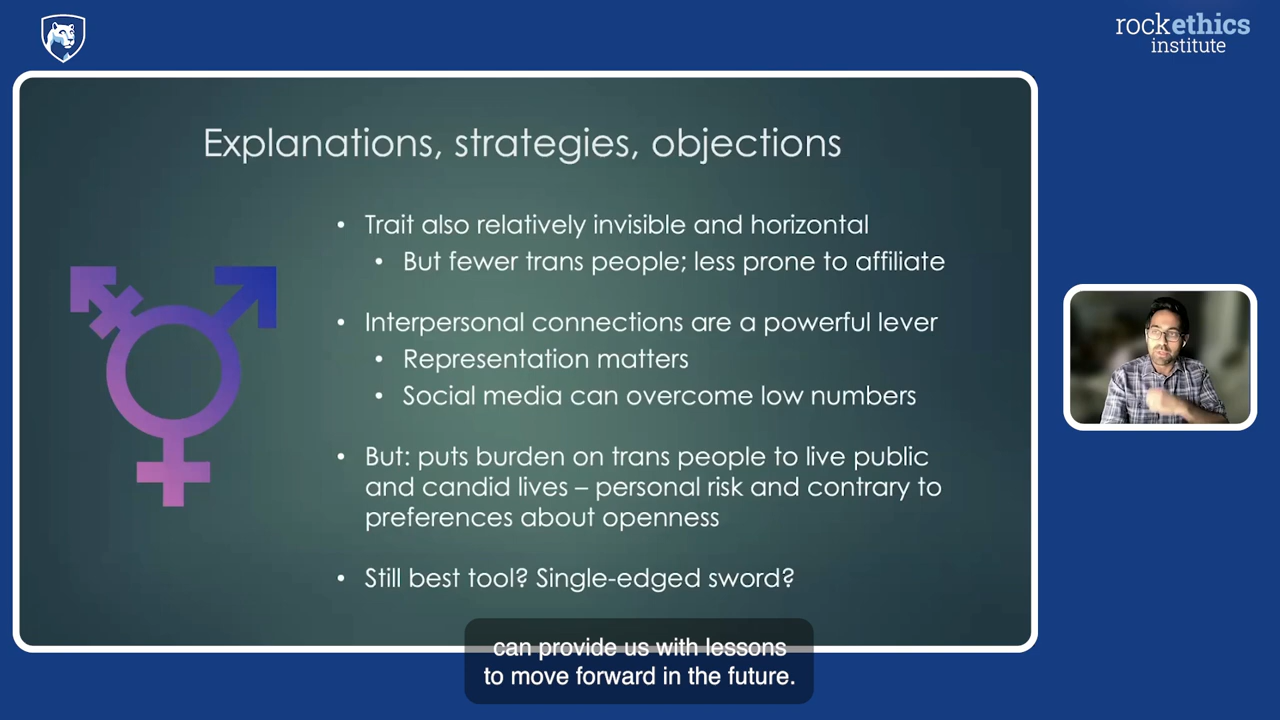 rockethics
institute
Explanations, strategies, objections
• Trait also relatively invisible and horizontal
• But fewer trans people; less prone to affiliate
• Interpersonal connections are a powerful lever
• Representation matters
• Social media can overcome low numbers
• But: puts burden on trans people to live public
and candid lives – personal risk and contrary to
preferences about openness
• Still best tool? Single-edged sword?
can provide us with lessons
to move forward in the future.